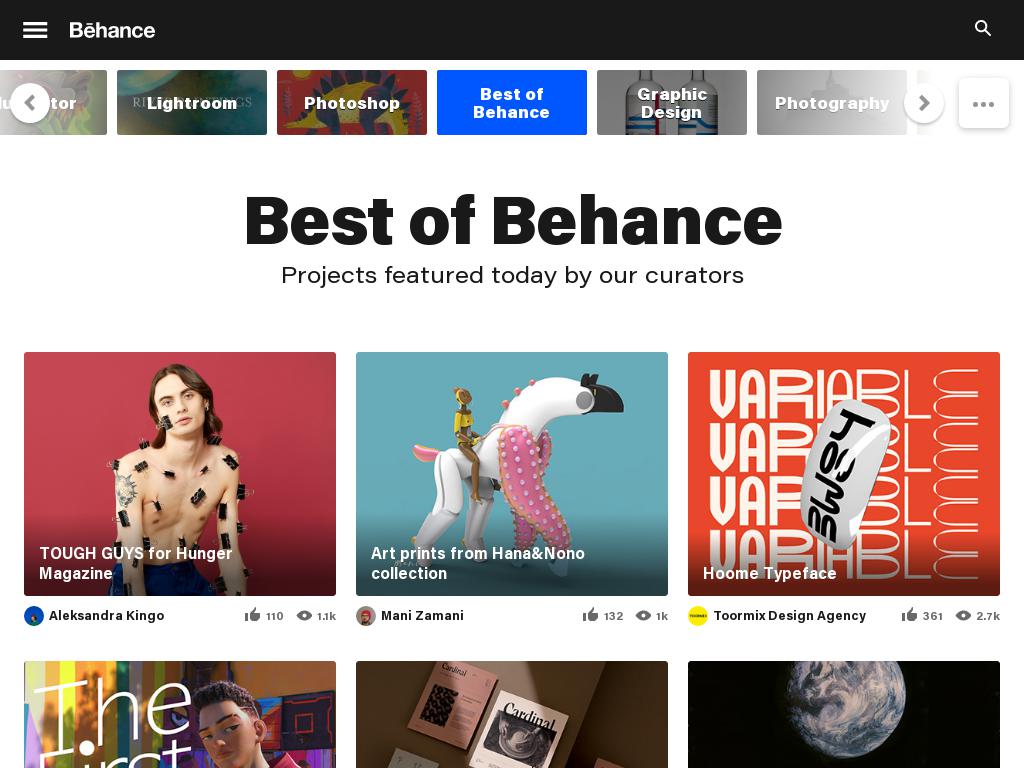 Bēhance
Lightroom
Photoshop
Best of
Behance
Graphic
Design
Photography
Best of Behance
Projects featured today by our curators
VARIABLE
VARIABLE
VARIABLE
VARIABLE
TOUGH GUYS for Hunger
Magazine
Art prints from Hana&Nono
collection
Hoome Typeface
Aleksandra Kingo
110
1.1k
Mani Zamani
132
1k
Toormix Design Agency
361
2.7k
The
First
Cardinal
Cardinal